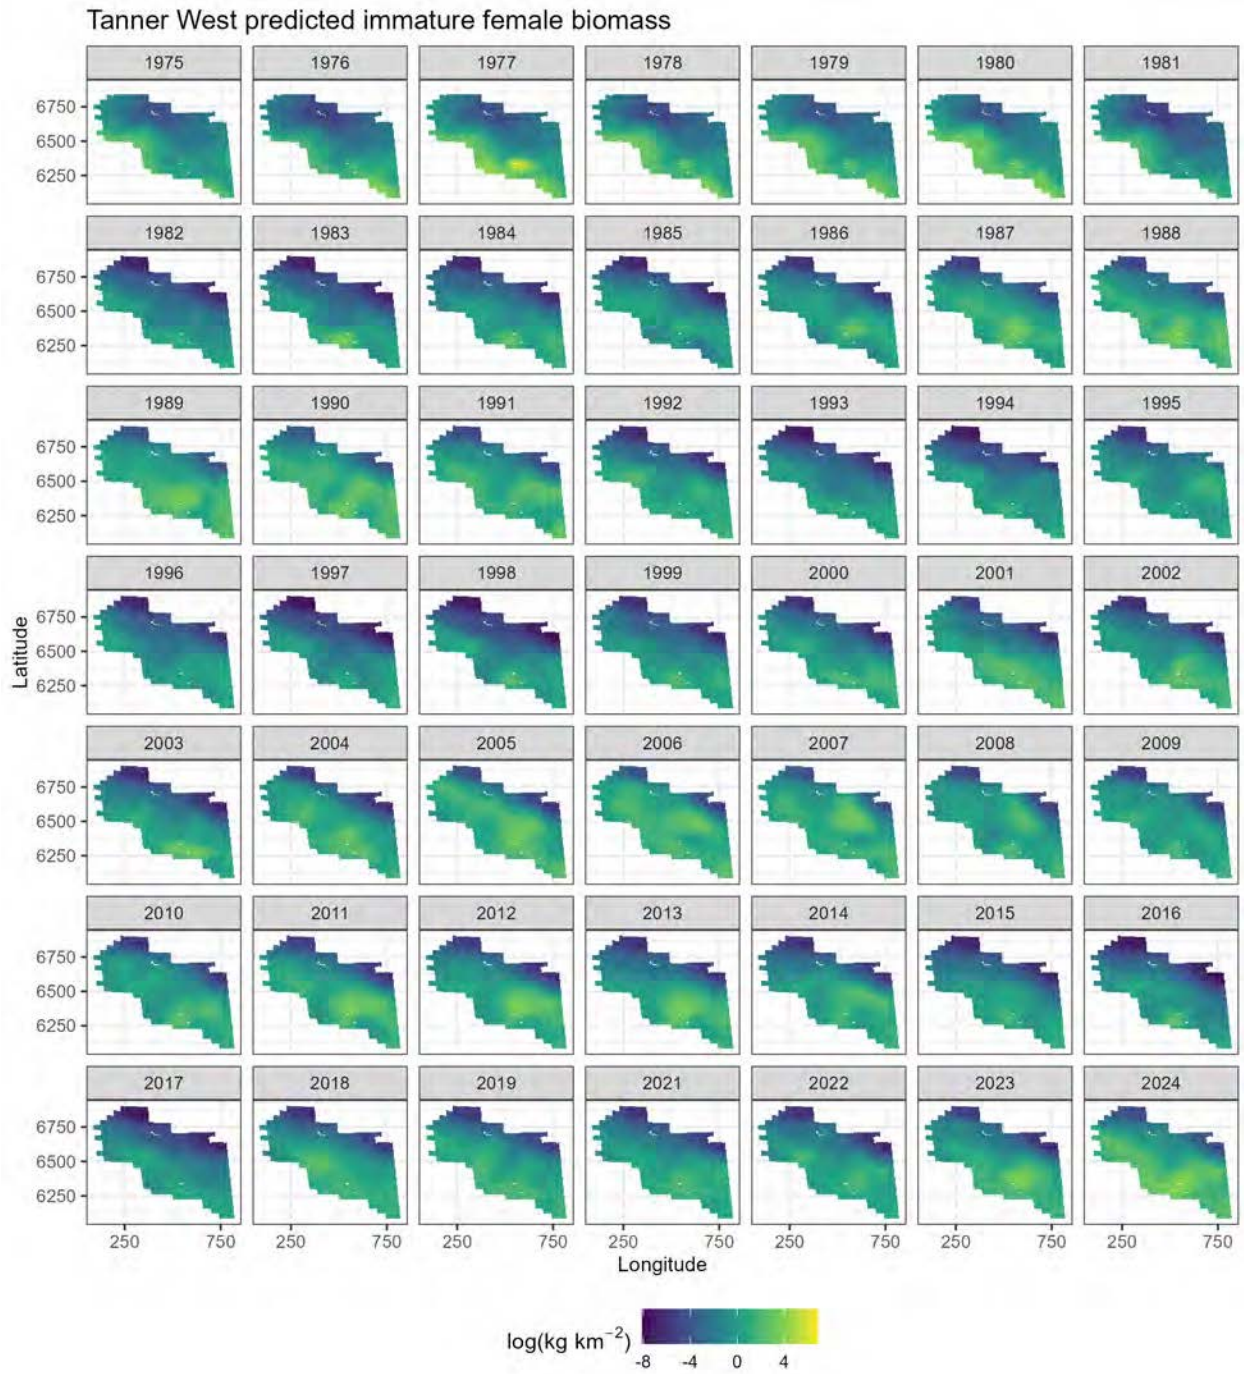 Tanner West predicted immature female biomass
1975 1976 1977 1978 1979 1980 1981
6750
6500
6250
1982 1983 1984 1985 1986 1987 1988
6750
6500
6250
1989 1990 1991 1992 1993 1994 1995
6750
6500
6250
1996 1997 1998 1999 2000 2001 2002
6750
6500
6250
Latitude
2003 2004 2005 2006 2007 2008 2009
6750
6500
6250
2010 2011 2012 2013 2014 2015 2016
6750
6500
6250
2017 2018 2019 2021 2022 2023 2024
6750
6500
6250
250 750 250 750 250 750 250 750 250 750 250 750 250 750
Longitude
log(kg km⁻²)
-8 -4 0 4